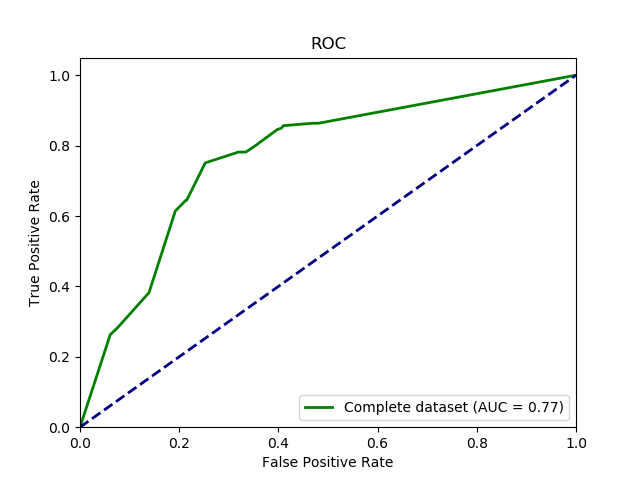 ROC
True Positive Rate
1.0
0.8
0.6
0.4
0.2
0.0
0.0 0.2 0.4 0.6 0.8 1.0
False Positive Rate
Complete dataset (AUC = 0.77)